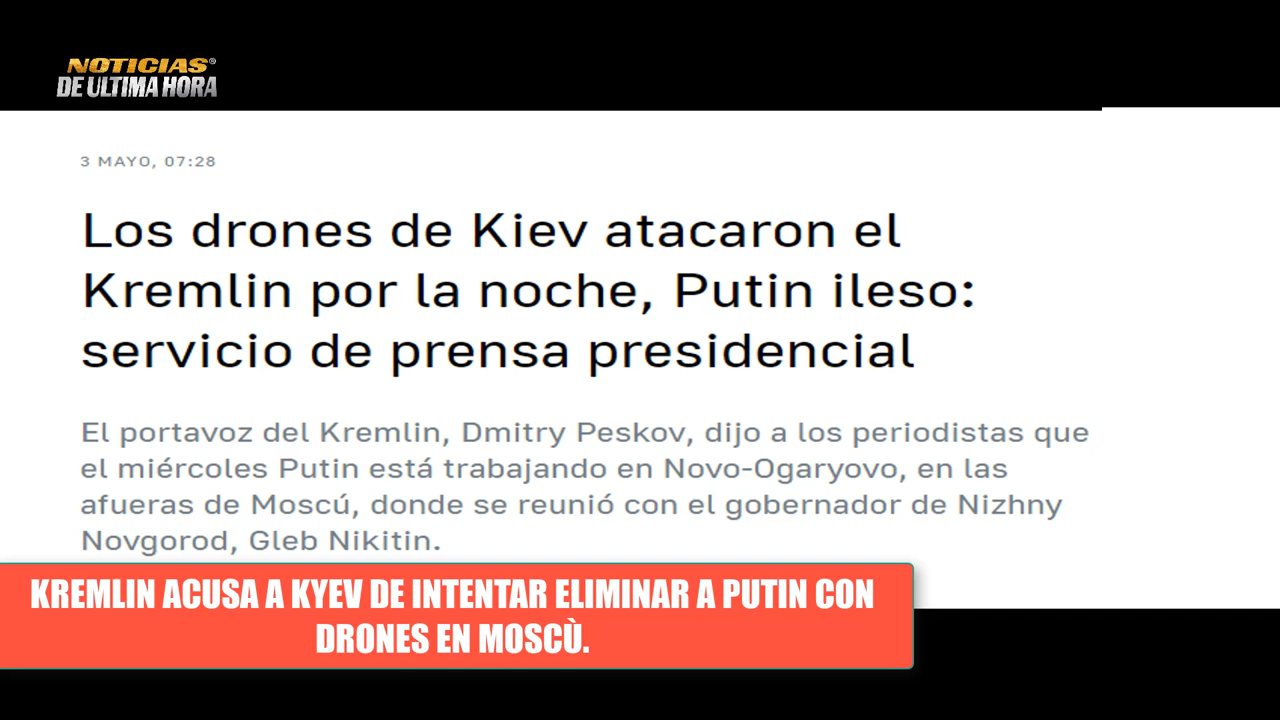 NOTICIAS®
DE ULTIMA HORA
3 MAYO, 07:28
Los drones de Kiev atacaron el
Kremlin por la noche, Putin ileso:
servicio de prensa presidencial
El portavoz del Kremlin, Dmitry Peskov, dijo a los periodistas que
el miércoles Putin está trabajando en Novo-Ogaryovo, en las
afueras de Moscú, donde se reunió con el gobernador de Nizhny
Novgorod, Gleb Nikitin.
KREMLIN ACUSA A KYEV DE INTENTAR ELIMINAR A PUTIN CON
DRONES EN MOSCÙ.